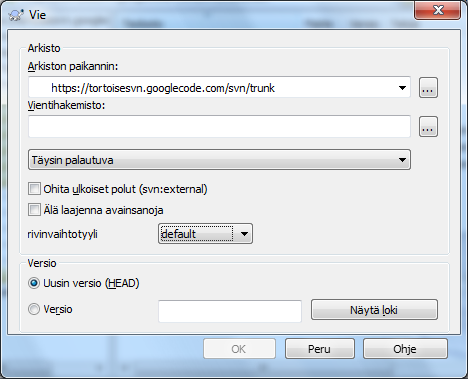 Vie
Arkisto
Arkiston paikannin:
https://tortoisesvn.googlecode.com/svn/trunk
...
Vientihakemisto:
...
Täysin palautuva
Ohita ulkoiset polut (svn:external)
Älä laajenna avainsanoja
rivinvaihtotyyli
default
Versio
Uusin versio (HEAD)
Versio
Näytä loki
OK
Peru
Ohje